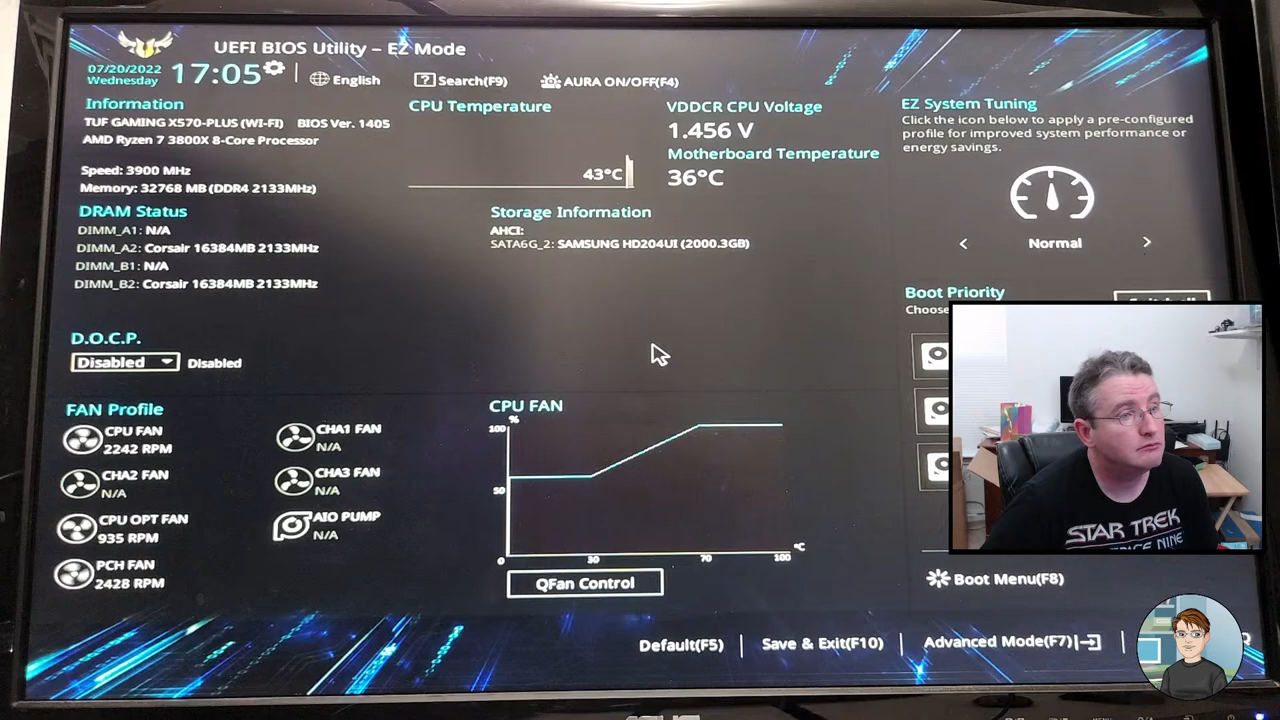 UEFI BIOS Utility – EZ Mode
07/20/2022
Wednesday
17:05
English
Search(F9)
AURA ON/OFF(F4)
Information
TUF GAMING X570-PLUS (WI-FI) BIOS Ver. 1405
AMD Ryzen 7 3800X 8-Core Processor
Speed: 3900 MHz
Memory: 32768 MB (DDR4 2133MHz)
CPU Temperature
43°C
VDDCR CPU Voltage
1.456 V
Motherboard Temperature
36°C
EZ System Tuning
Click the icon below to apply a pre-configured
profile for improved system performance or
energy savings.
Normal
DRAM Status
DIMM_A1: N/A
DIMM_A2: Corsair 16384MB 2133MHz
DIMM_B1: N/A
DIMM_B2: Corsair 16384MB 2133MHz
Storage Information
AHCI:
SATA6G_2: SAMSUNG HD204UI (2000.3GB)
Boot Priority
D.O.C.P.
Disabled
Disabled
FAN Profile
CPU FAN
2242 RPM
CHA1 FAN
N/A
CHA2 FAN
N/A
CHA3 FAN
N/A
CPU OPT FAN
935 RPM
AIO PUMP
N/A
PCH FAN
2428 RPM
CPU FAN
%
100
50
0
30
70
100
°C
QFan Control
STAR TREK
Boot Menu(F8)
Default(F5)
Save & Exit(F10)
Advanced Mode(F7)